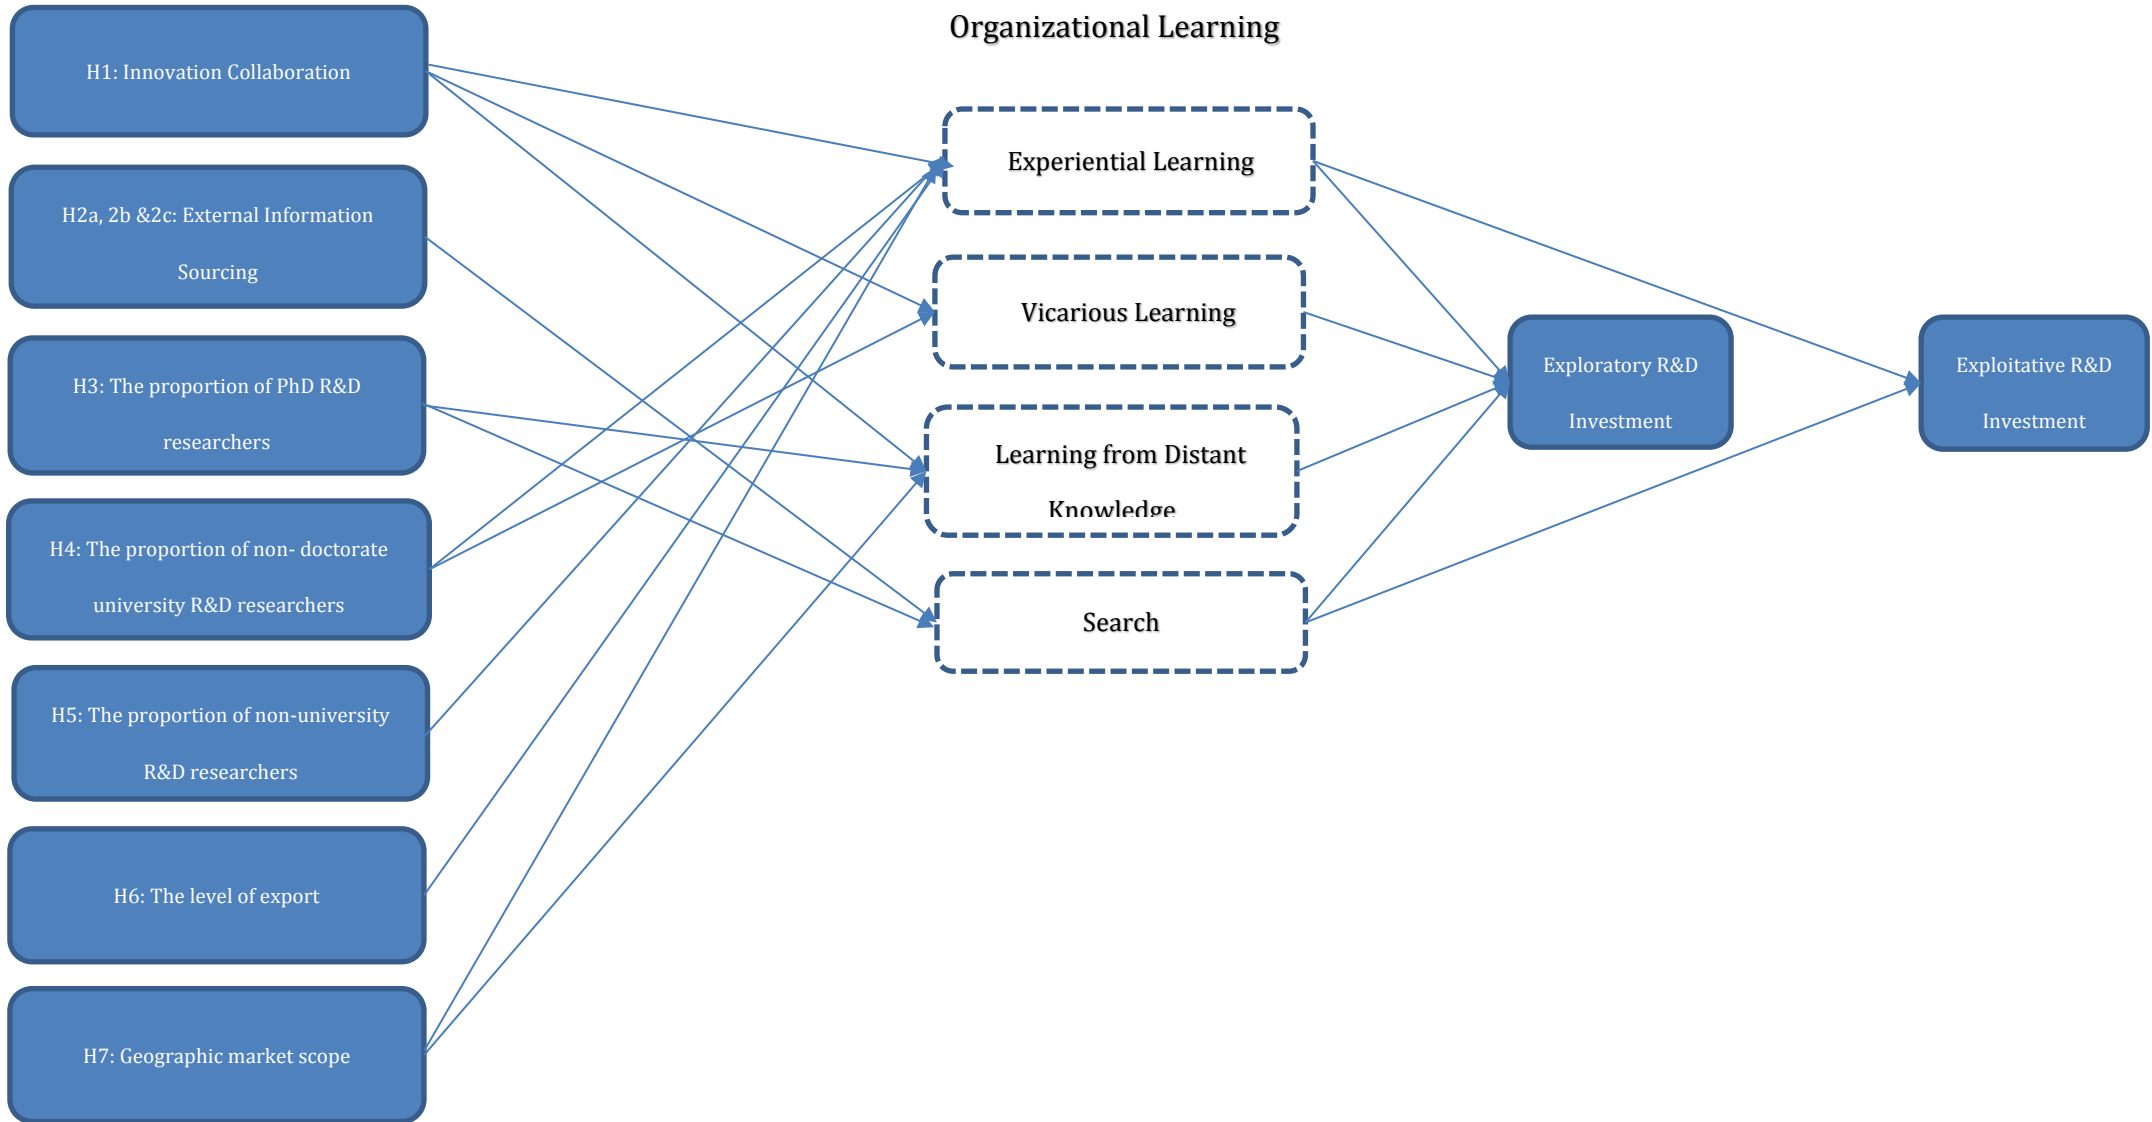 Organizational Learning
H1: Innovation Collaboration
H2a, 2b &2c: External Information
Sourcing
H3: The proportion of PhD R&D
researchers
H4: The proportion of non- doctorate
university R&D researchers
H5: The proportion of non-university
R&D researchers
H6: The level of export
H7: Geographic market scope
Experiential Learning
Vicarious Learning
Learning from Distant
Knowledge
Search
Exploratory R&D
Investment
Exploitative R&D
Investment